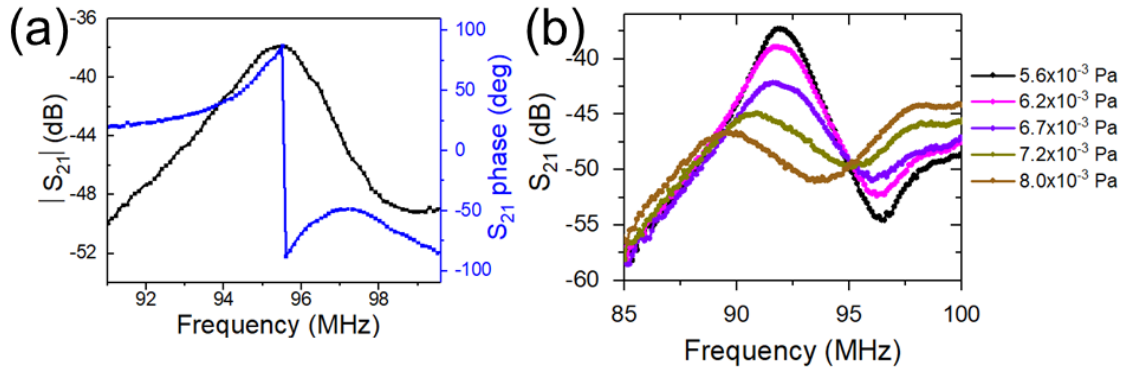 (a)
-36
-40
-44
-48
-52
|S21| (dB)
92
94
96
98
Frequency (MHz)
100
50
0
-50
-100
S21 phase (deg)
(b)
-40
-45
-50
-55
-60
S21 (dB)
85
90
95
100
Frequency (MHz)
5.6x10⁻³ Pa
6.2x10⁻³ Pa
6.7x10⁻³ Pa
7.2x10⁻³ Pa
8.0x10⁻³ Pa